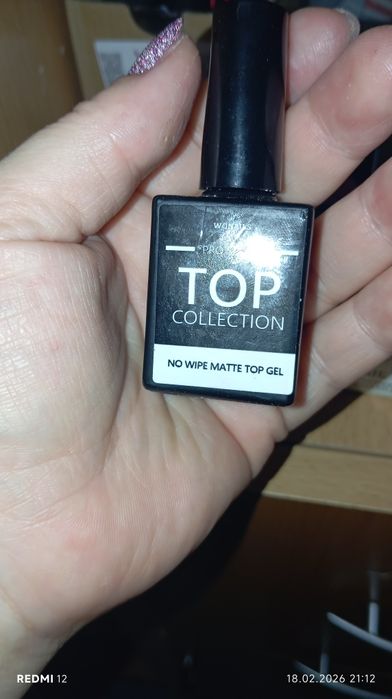 TOP
COLLECTION
NO WIPE MATTE TOP GEL
REDMI 12
18.02.2026 21:12